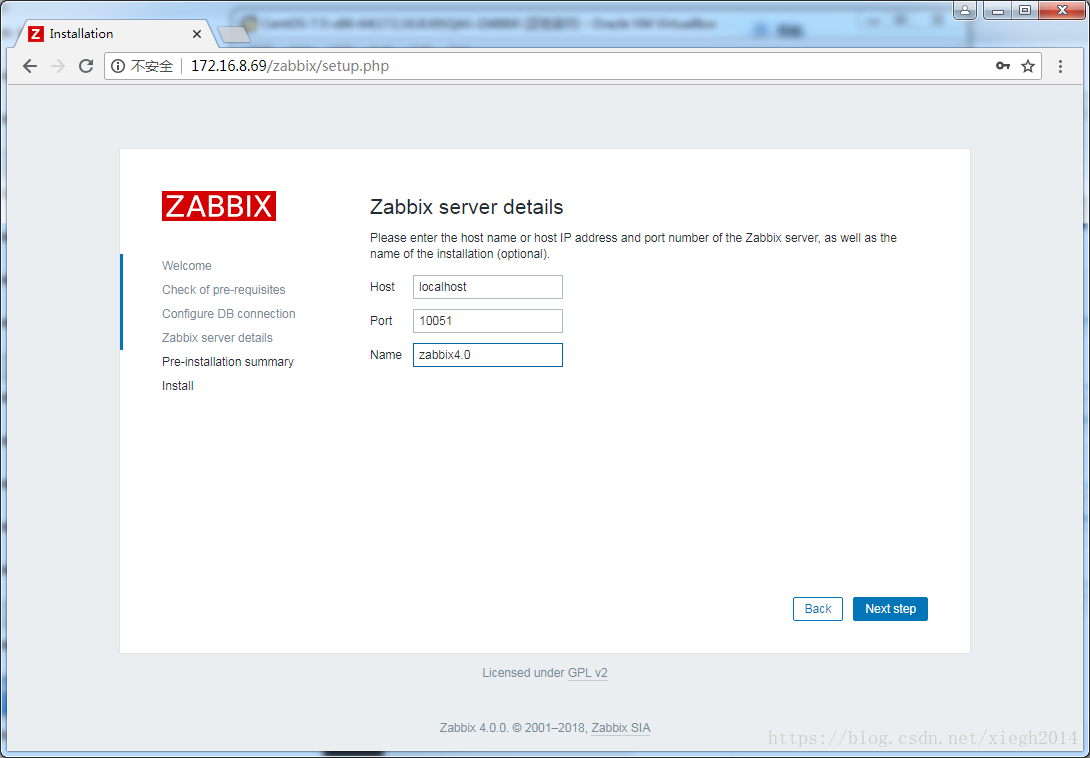 Installation
不安全
172.16.8.69/zabbix/setup.php
ZABBIX
Welcome
Check of pre-requisites
Configure DB connection
Zabbix server details
Pre-installation summary
Install
Zabbix server details
Please enter the host name or host IP address and port number of the Zabbix server, as well as the
name of the installation (optional).
Host localhost
Port 10051
Name zabbix4.0
Back Next step
Licensed under GPL v2
Zabbix 4.0.0. © 2001–2018, Zabbix SIA
https://blog.csdn.net/xiegh2014